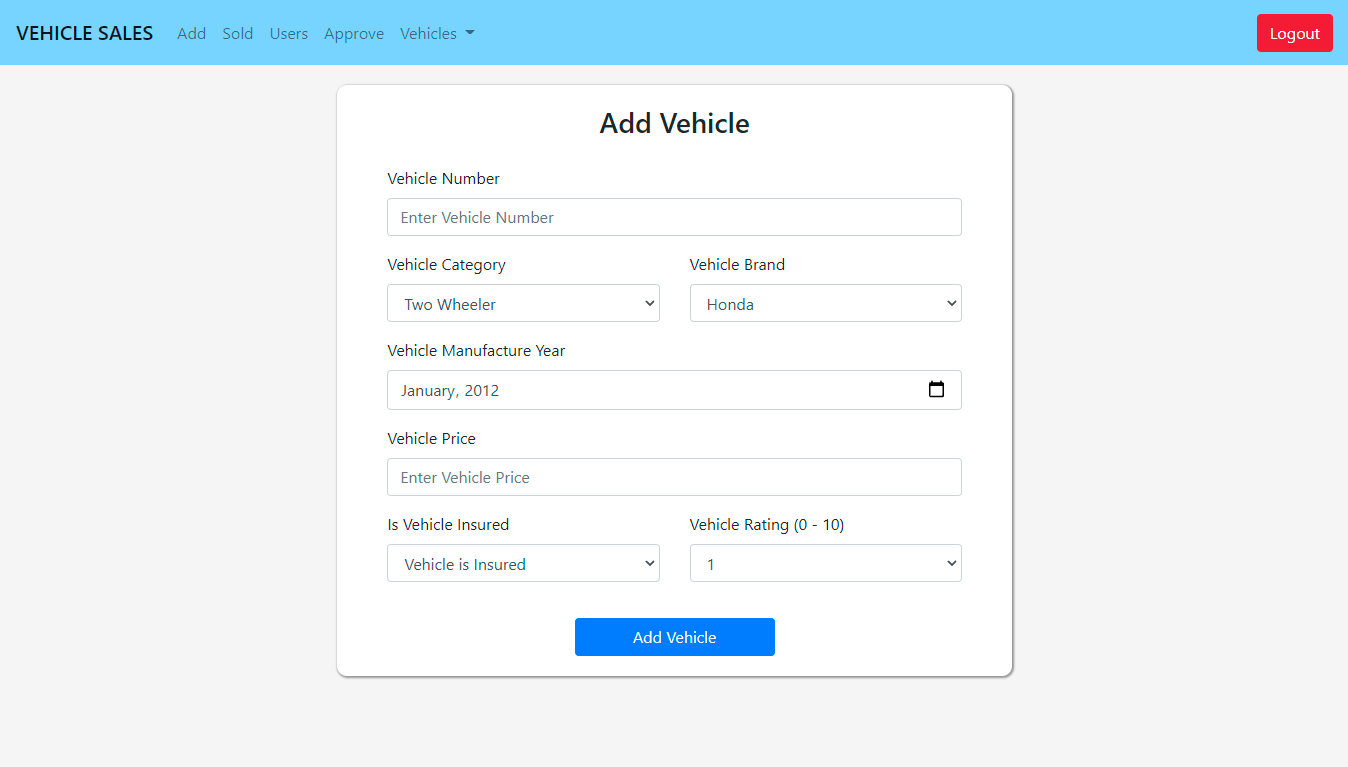 VEHICLE SALES Add Sold Users Approve Vehicles Logout
Add Vehicle
Vehicle Number
Enter Vehicle Number
Vehicle Category Vehicle Brand
Two Wheeler Honda
Vehicle Manufacture Year
January, 2012
Vehicle Price
Enter Vehicle Price
Is Vehicle Insured Vehicle Rating (0 - 10)
Vehicle is Insured 1
Add Vehicle